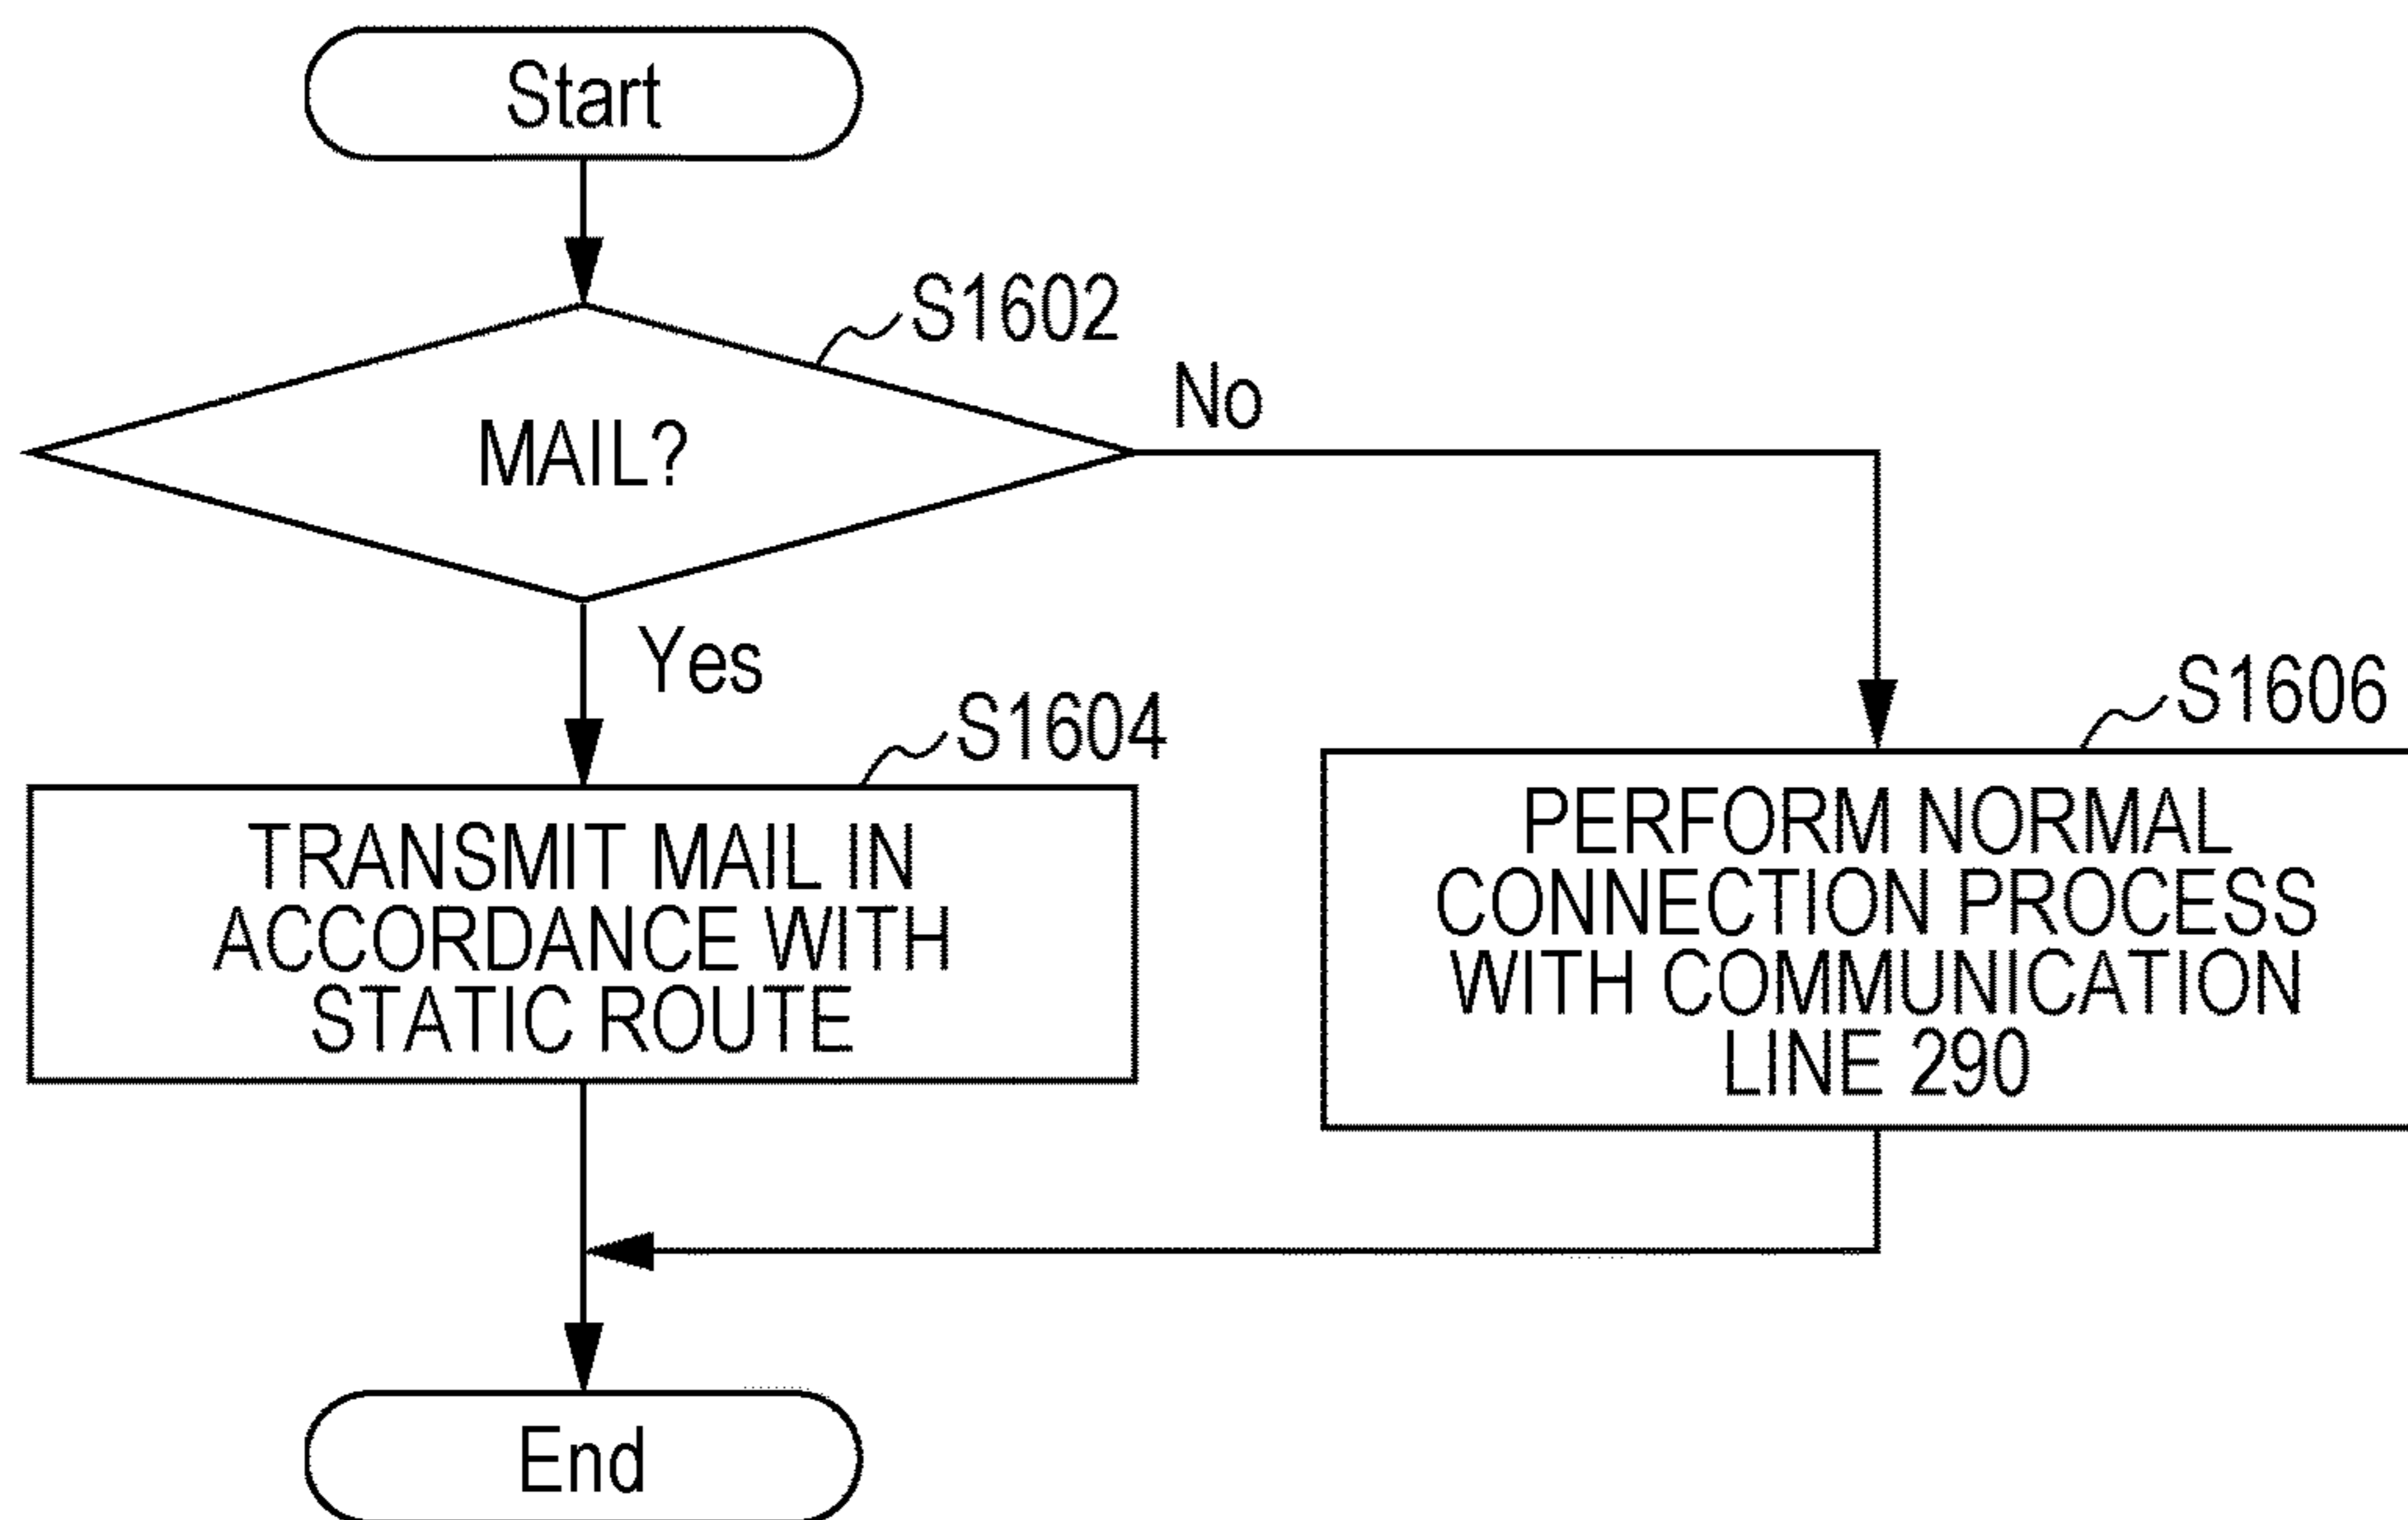 Start
S1602
MAIL?
No
Yes
S1604
TRANSMIT MAIL IN
ACCORDANCE WITH
STATIC ROUTE
S1606
PERFORM NORMAL
CONNECTION PROCESS
WITH COMMUNICATION
LINE 290
End